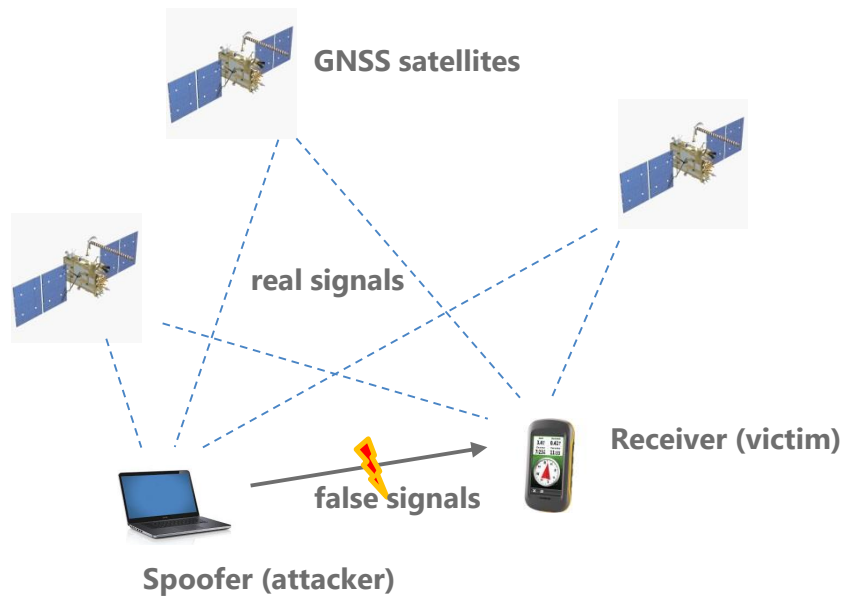 GNSS satellites
real signals
Receiver (victim)
false signals
Spoofer (attacker)